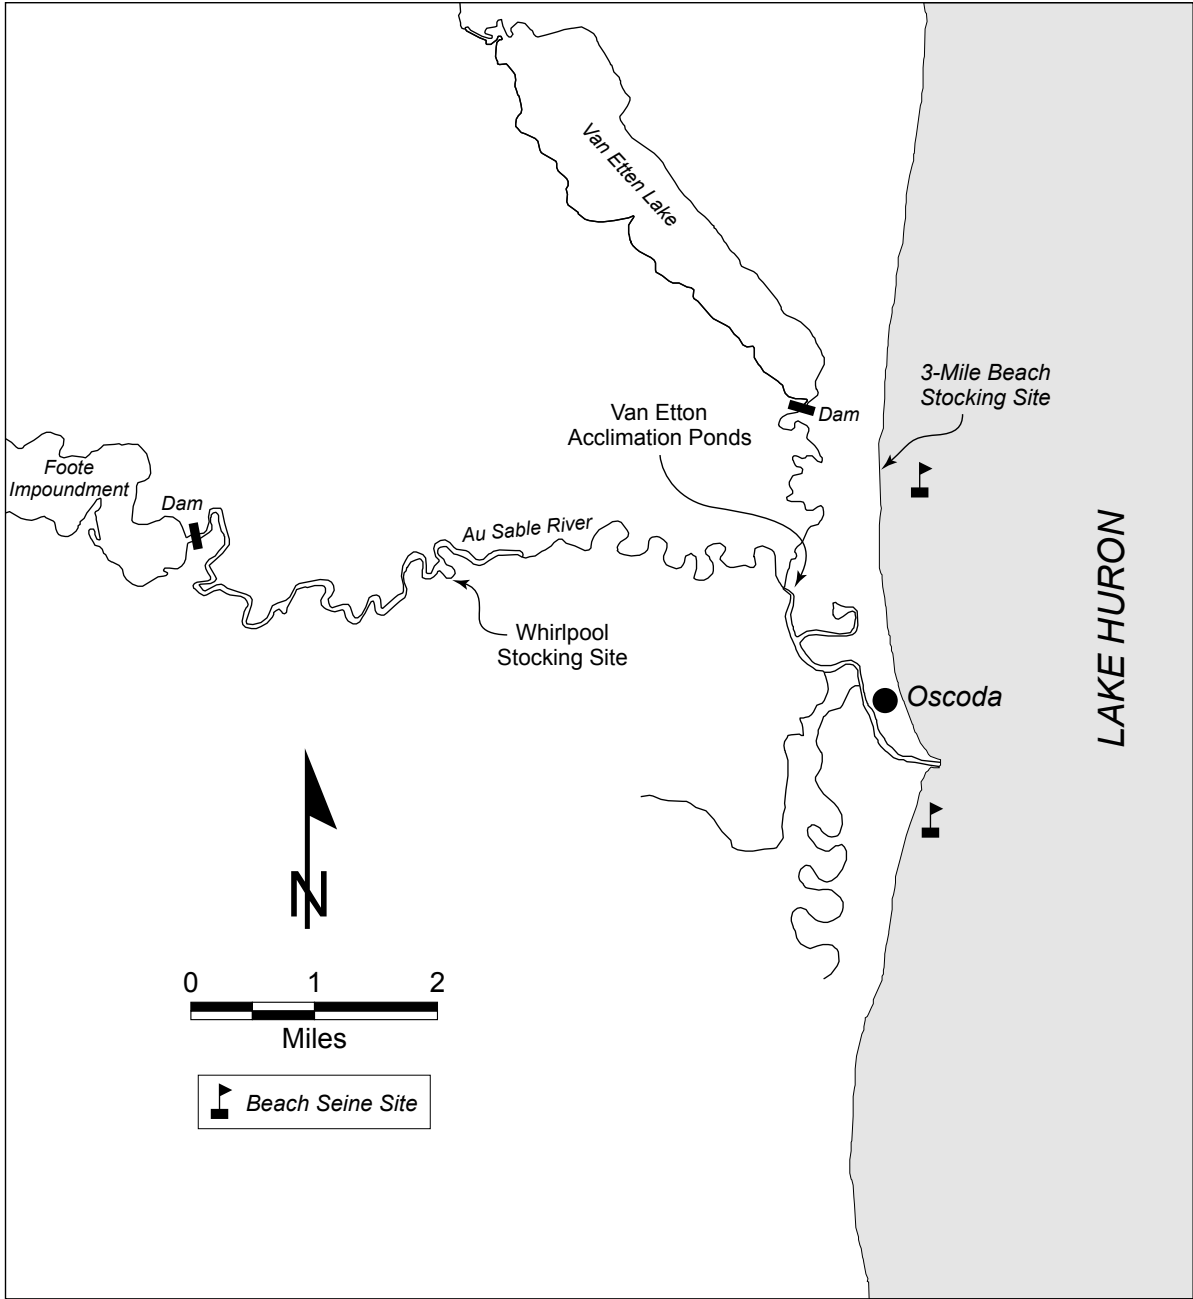 Van Etten Lake
3-Mile Beach
Stocking Site
Van Etton
Acclimation Ponds
Dam
Foote
Impoundment
Dam
Au Sable River
LAKE HURON
Whirlpool
Stocking Site
Oscoda
N
0 1 2
Miles
Beach Seine Site